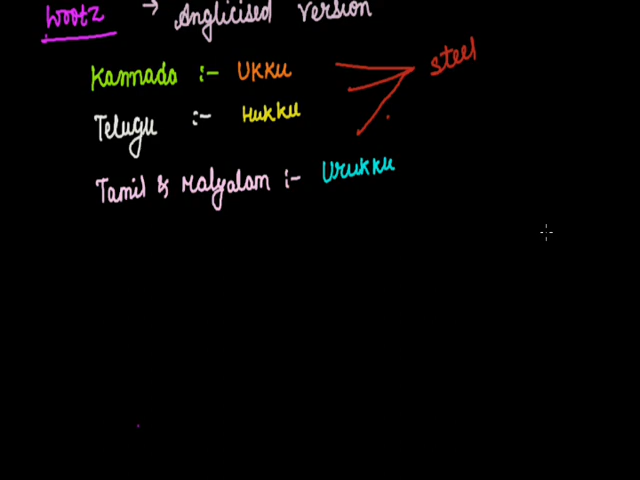 Wootz → Anglicised version
Kannada :- Ukku
steel
Telugu :- Hukku
Tamil & Malyalam :- Urukku